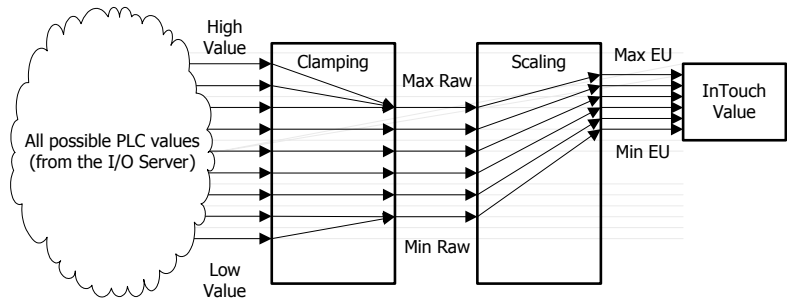 High
Value
Clamping
Scaling
Max EU
Max Raw
InTouch
Value
All possible PLC values
(from the I/O Server)
Min EU
Min Raw
Low
Value